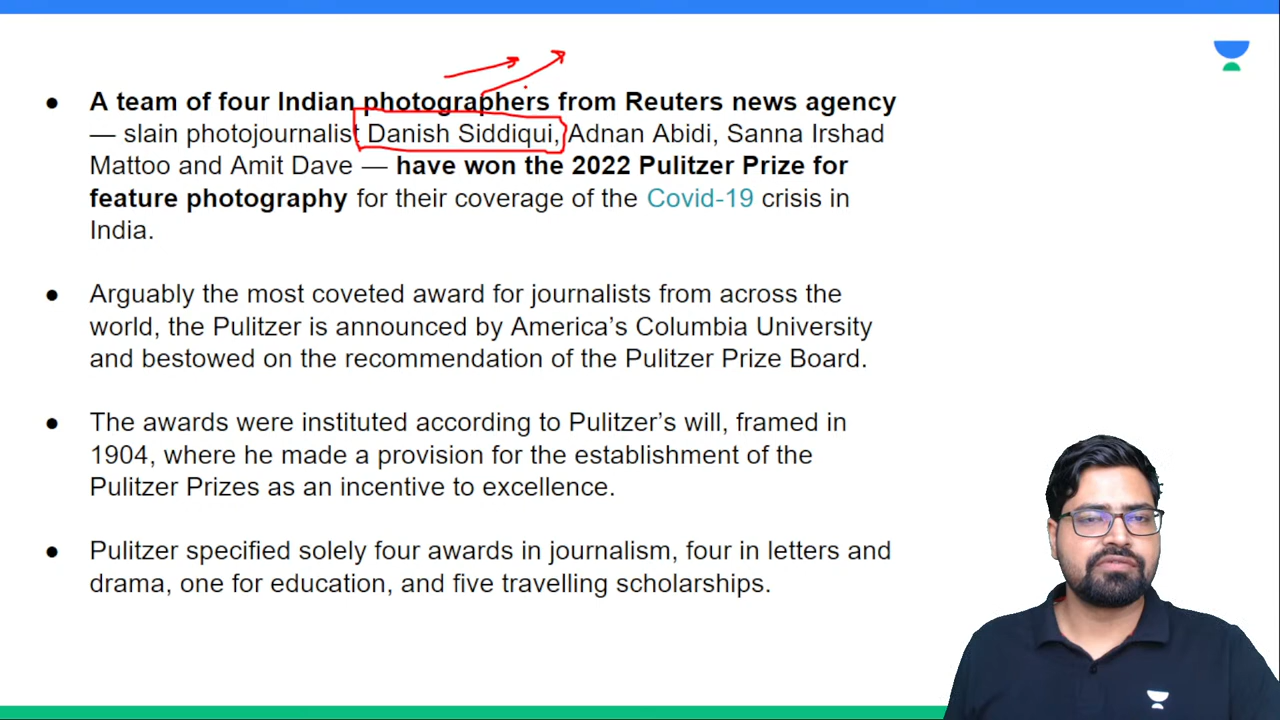 ● A team of four Indian photographers from Reuters news agency
— slain photojournalist Danish Siddiqui, Adnan Abidi, Sanna Irshad
Mattoo and Amit Dave — have won the 2022 Pulitzer Prize for
feature photography for their coverage of the Covid-19 crisis in
India.
● Arguably the most coveted award for journalists from across the
world, the Pulitzer is announced by America’s Columbia University
and bestowed on the recommendation of the Pulitzer Prize Board.
● The awards were instituted according to Pulitzer’s will, framed in
1904, where he made a provision for the establishment of the
Pulitzer Prizes as an incentive to excellence.
● Pulitzer specified solely four awards in journalism, four in letters and
drama, one for education, and five travelling scholarships.